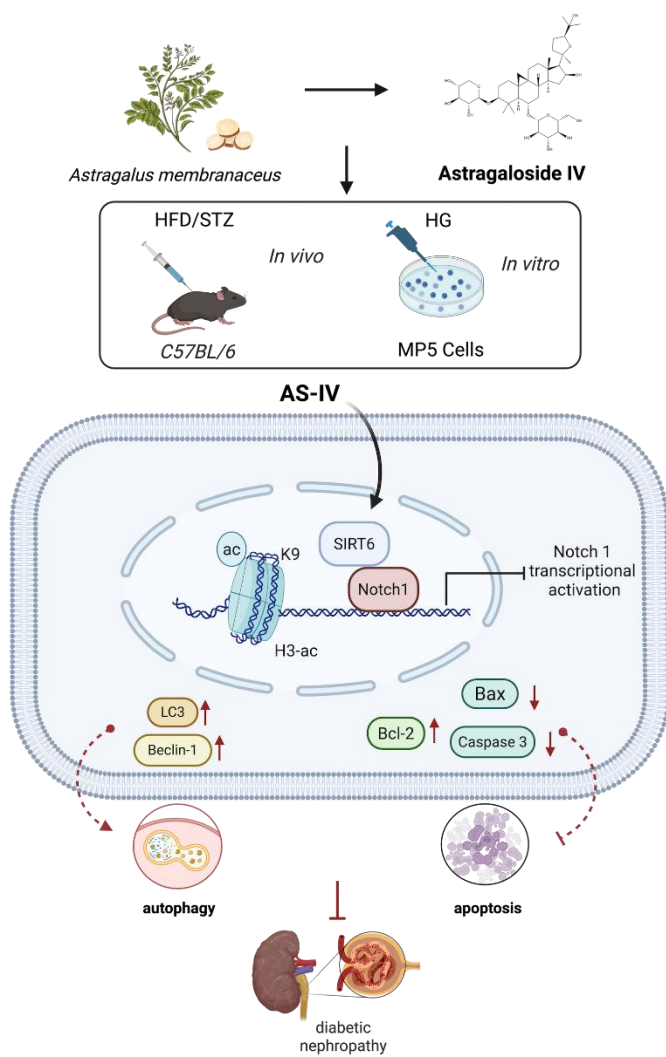 Astragalus membranaceus
Astragaloside IV
HFD/STZ
HG
In vivo
In vitro
C57BL/6
MP5 Cells
AS-IV
ac
K9
SIRT6
Notch1
H3-ac
Notch 1
transcriptional
activation
LC3
Beclin-1
Bcl-2
Bax
Caspase 3
autophagy
apoptosis
diabetic
nephropathy